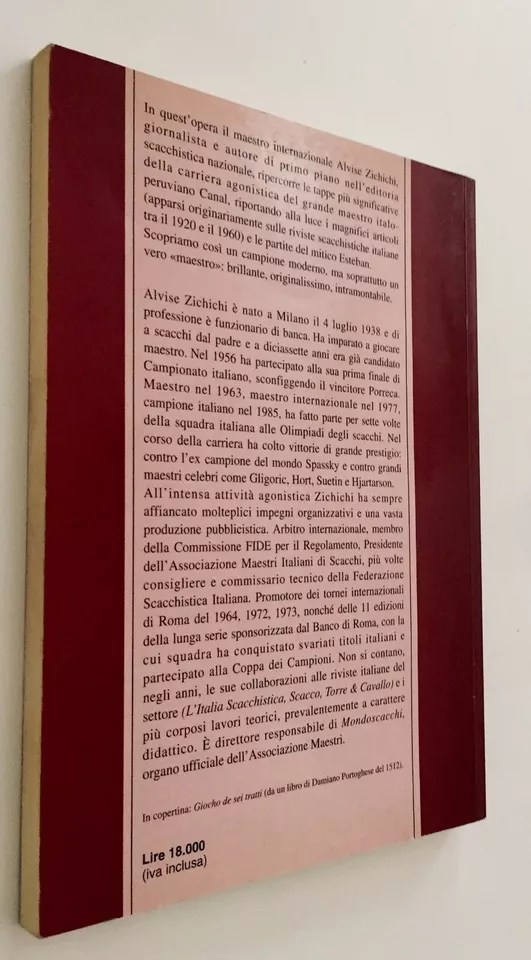 In quest'opera il maestro internazionale Alvise Zichichi,
giornalista e autore di primo piano nell'editoria
scacchistica nazionale, ripercorre le tappe più significative
della carriera agonistica del grande maestro italo-
peruviano Canal, riportando alla luce i magnifici articoli
(apparsi originariamente sulle riviste scacchistiche italiane
tra il 1920 e il 1960) e le partite del mitico Esteban.
Scopriamo così un campione moderno, ma soprattutto un
vero «maestro»: brillante, originalissimo, intramontabile.
Alvise Zichichi è nato a Milano il 4 luglio 1938 e di
professione è funzionario di banca. Ha imparato a giocare
a scacchi dal padre e a diciassette anni era già candidato
maestro. Nel 1956 ha partecipato alla sua prima finale di
Campionato italiano, sconfiggendo il vincitore Porreca.
Maestro nel 1963, maestro internazionale nel 1977,
campione italiano nel 1985, ha fatto parte per sette volte
della squadra italiana alle Olimpiadi degli scacchi. Nel
corso della carriera ha colto vittorie di grande prestigio:
contro l'ex campione del mondo Spassky e contro grandi
maestri celebri come Gligoric, Hort, Suetin e Hjartarson.
All'intensa attività agonistica Zichichi ha sempre
affiancato molteplici impegni organizzativi e una vasta
produzione pubblicistica. Arbitro internazionale, membro
della Commissione FIDE per il Regolamento, Presidente
dell'Associazione Maestri Italiani di Scacchi, più volte
consigliere e commissario tecnico della Federazione
Scacchistica Italiana. Promotore dei tornei internazionali
di Roma del 1964, 1972, 1973, nonché delle 11 edizioni
della lunga serie sponsorizzata dal Banco di Roma, con la
cui squadra ha conquistato svariati titoli italiani e
partecipato alla Coppa dei Campioni. Non si contano,
negli anni, le sue collaborazioni alle riviste italiane del
settore (L'Italia Scacchistica, Scacco, Torre & Cavallo) e i
più corposi lavori teorici, prevalentemente a carattere
didattico. È direttore responsabile di Mondoscacchi,
organo ufficiale dell'Associazione Maestri.
In copertina: Giocho de sei tratti (da un libro di Damiano Portoghese del 1512).
Lire 18.000
(iva inclusa)